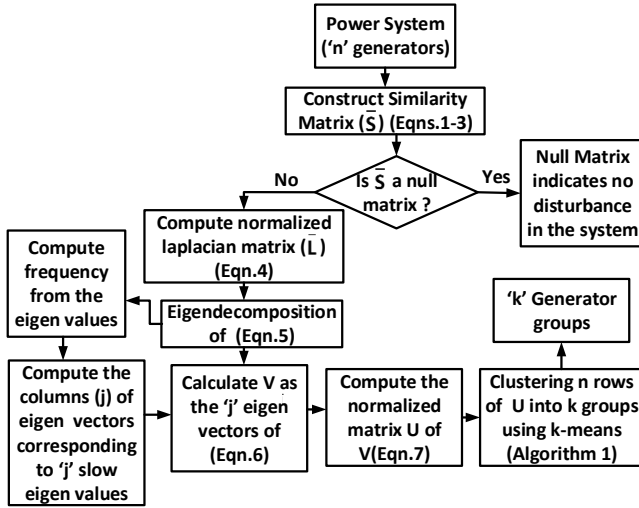 Power System
('n' generators)
Construct Similarity
Matrix (S̅) (Eqns.1-3)
Is S̅ a null
matrix ?
No
Yes
Null Matrix
indicates no
disturbance
in the system
Compute normalized
laplacian matrix (L̅)
(Eqn.4)
Compute
frequency
from the
eigen values
Eigendecomposition
of (Eqn.5)
'k' Generator
groups
Compute the
columns (j) of
eigen vectors
corresponding
to 'j' slow
eigen values
Calculate V as
the 'j' eigen
vectors of
(Eqn.6)
Compute the
normalized
matrix U of
V(Eqn.7)
Clustering n rows
of U into k groups
using k-means
(Algorithm 1)